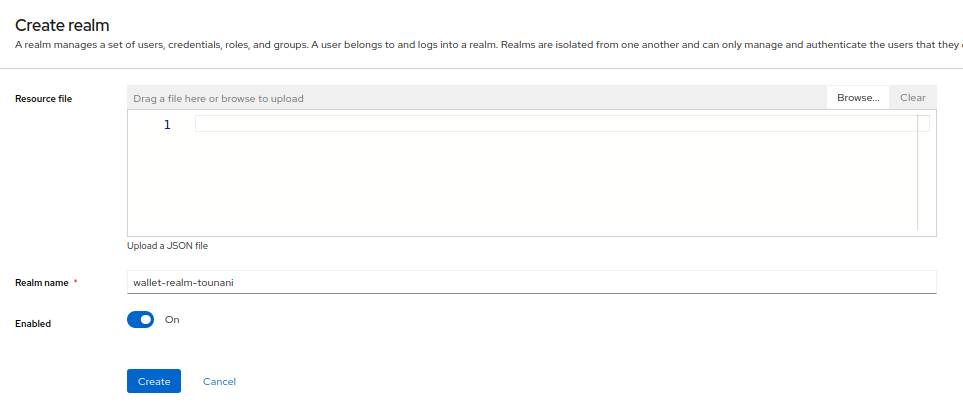 Create realm
A realm manages a set of users, credentials, roles, and groups. A user belongs to and logs into a realm. Realms are isolated from one another and can only manage and authenticate the users that they
Resource file
Drag a file here or browse to upload
Browse...
Clear
1
Upload a JSON file
Realm name *
wallet-realm-tounani
Enabled
On
Create
Cancel